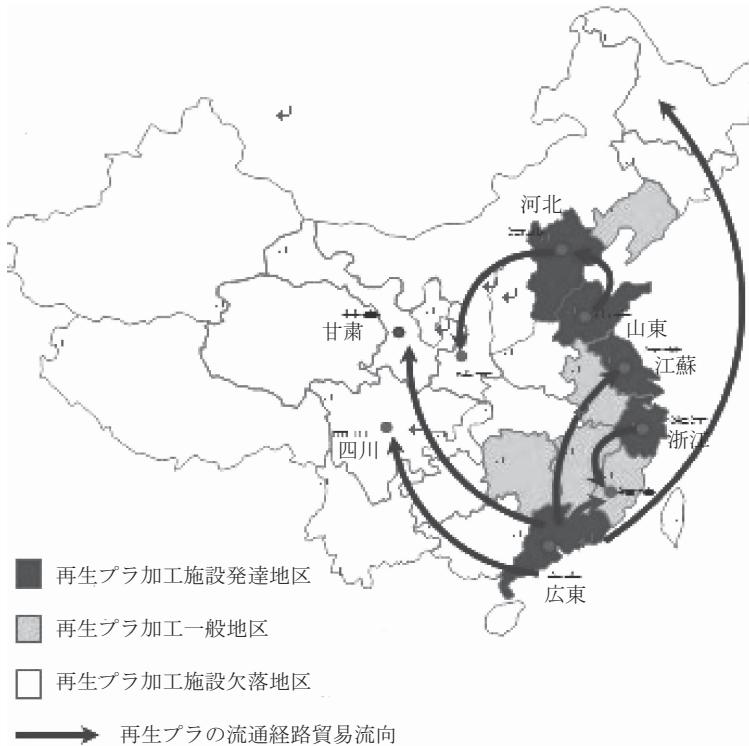 河北
山東
甘粛
江蘇
浙江
四川
広東
再生プラ加工施設発達地区
再生プラ加工一般地区
再生プラ加工施設欠落地区
再生プラの流通経路貿易流向